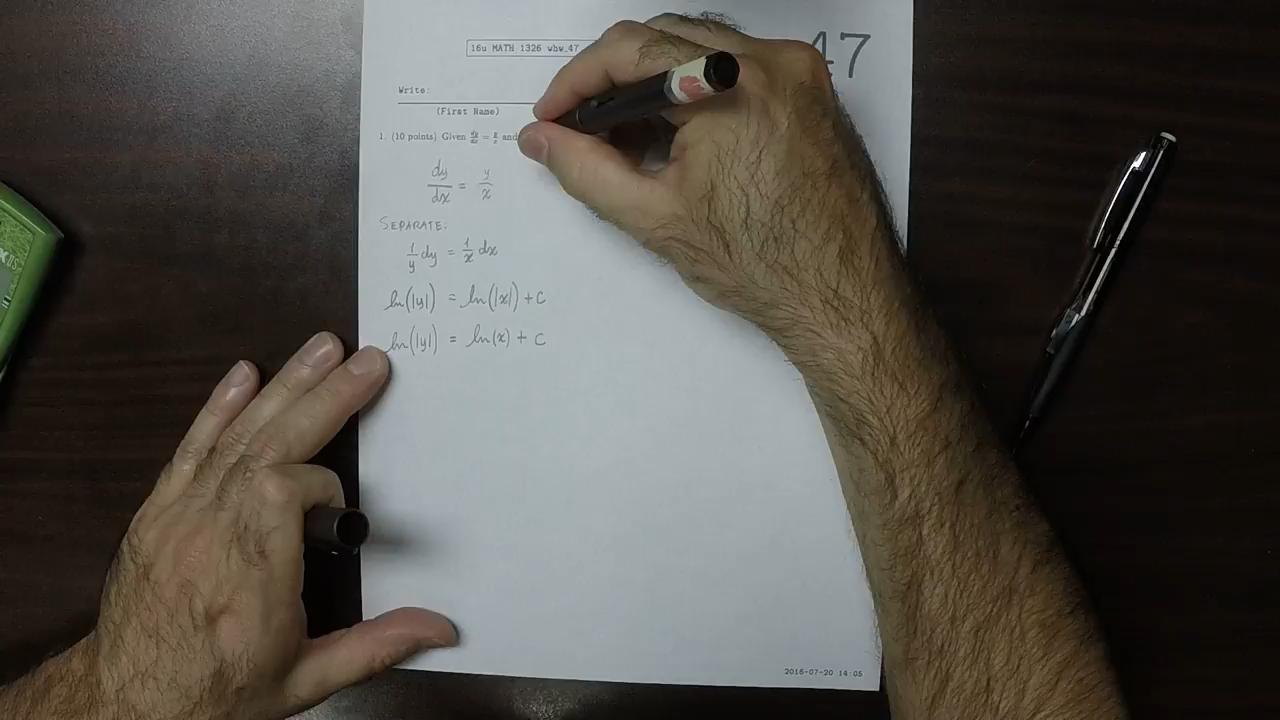 16u MATH 1326 wbw_47
47
Write:
(First Name)
1. (10 points) Given dy/dx = y/x and
dy/dx = y/x
SEPARATE:
1/y dy = 1/x dx
ln(|y|) = ln(|x|) + C
ln(|y|) = ln(x) + C
2016-07-20 14:05